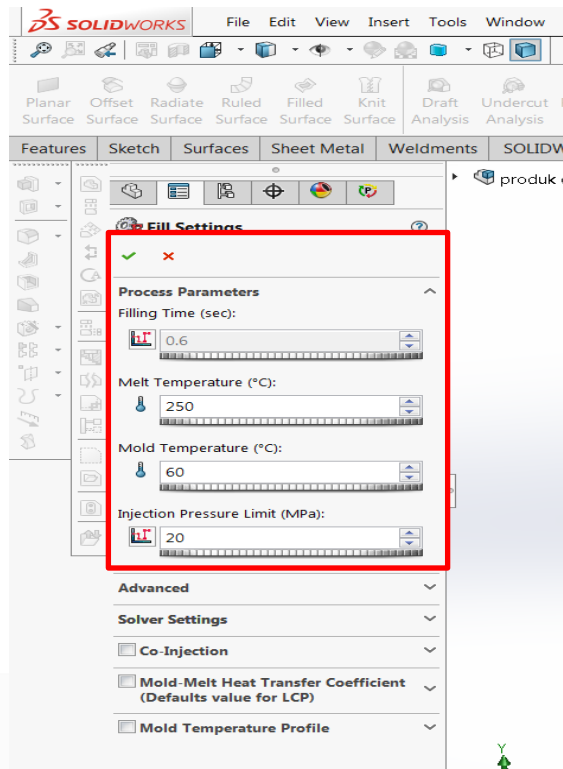 SOLIDWORKS File Edit View Insert Tools Window
Planar Offset Radiate Ruled Filled Knit Draft Undercut
Surface Surface Surface Surface Surface Surface Analysis Analysis
Features Sketch Surfaces Sheet Metal Weldments SOLIDW
produk
Fill Settings
Process Parameters
Filling Time (sec):
0.6
Melt Temperature (°C):
250
Mold Temperature (°C):
60
Injection Pressure Limit (MPa):
20
Advanced
Solver Settings
Co-Injection
Mold-Melt Heat Transfer Coefficient
(Defaults value for LCP)
Mold Temperature Profile
Y